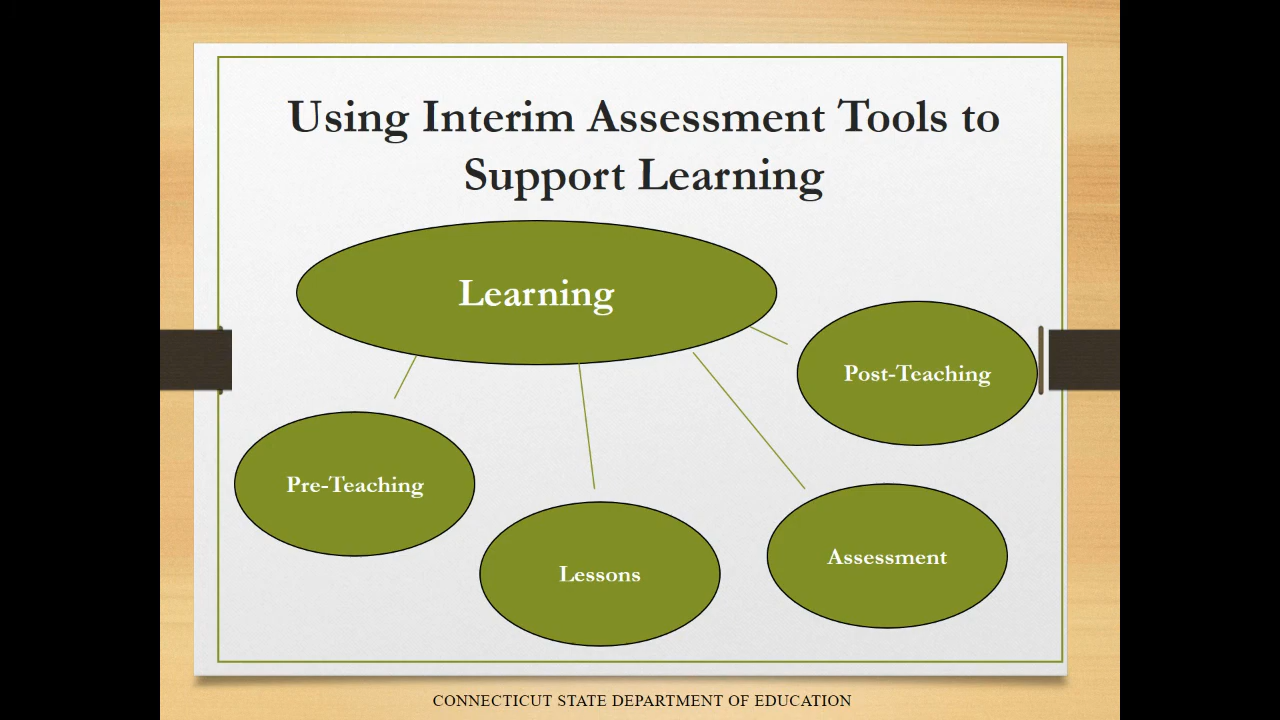 Using Interim Assessment Tools to
Support Learning
Learning
Post-Teaching
Pre-Teaching
Assessment
Lessons
CONNECTICUT STATE DEPARTMENT OF EDUCATION